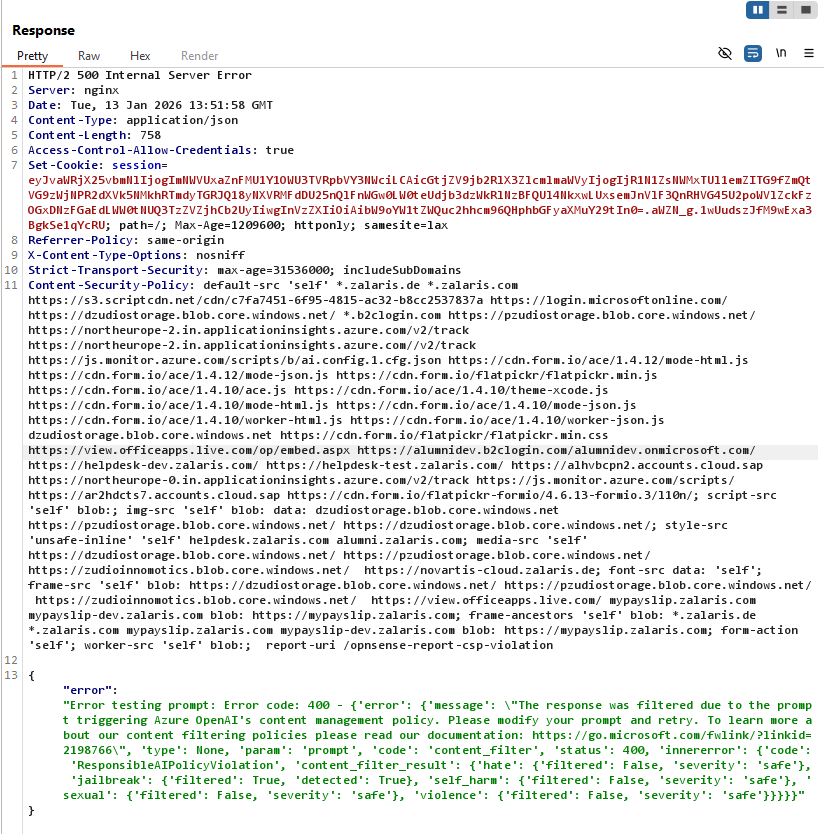 Response
Pretty Raw Hex Render
\n
1 HTTP/2 500 Internal Server Error
2 Server: nginx
3 Date: Tue, 13 Jan 2026 13:51:58 GMT
4 Content-Type: application/json
5 Content-Length: 758
6 Access-Control-Allow-Credentials: true
7 Set-Cookie: session=
path=/; Max-Age=1209600; httponly; samesite=lax
8 Referrer-Policy: same-origin
9 X-Content-Type-Options: nosniff
10 Strict-Transport-Security: max-age=31536000; includeSubDomains
11 Content-Security-Policy: default-src 'self' *.zalaris.de *.zalaris.com
https://s3.scriptcdn.net/cdn/c7fa7451-6f95-4815-ac32-b8cc2537837a https://login.microsoftonline.com/
https://dzudiostorage.blob.core.windows.net/ *.b2clogin.com https://pzudiostorage.blob.core.windows.net/
https://northeurope-2.in.applicationinsights.azure.com/v2/track
https://northeurope-2.in.applicationinsights.azure.com//v2/track
https://js.monitor.azure.com/scripts/b/ai.config.1.cfg.json https://cdn.form.io/ace/1.4.12/mode-html.js
https://cdn.form.io/ace/1.4.12/mode-json.js https://cdn.form.io/flatpickr/flatpickr.min.js
https://cdn.form.io/ace/1.4.10/ace.js https://cdn.form.io/ace/1.4.10/theme-xcode.js
https://cdn.form.io/ace/1.4.10/mode-html.js https://cdn.form.io/ace/1.4.10/mode-json.js
https://cdn.form.io/ace/1.4.10/worker-html.js https://cdn.form.io/ace/1.4.10/worker-json.js
dzudiostorage.blob.core.windows.net https://cdn.form.io/flatpickr/flatpickr.min.css
https://view.officeapps.live.com/op/embed.aspx https://alumnidev.b2clogin.com/alumnidev.onmicrosoft.com/
https://helpdesk-dev.zalaris.com/ https://helpdesk-test.zalaris.com/ https://alhvbcpn2.accounts.cloud.sap
https://northeurope-0.in.applicationinsights.azure.com/v2/track https://js.monitor.azure.com/scripts/
https://ar2hdcts7.accounts.cloud.sap https://cdn.form.io/flatpickr-formio/4.6.13-formio.3/l10n/; script-src
'self' blob:; img-src 'self' blob: data: dzudiostorage.blob.core.windows.net
https://pzudiostorage.blob.core.windows.net/ https://dzudiostorage.blob.core.windows.net/; style-src
'unsafe-inline' 'self' helpdesk.zalaris.com alumni.zalaris.com; media-src 'self'
https://dzudiostorage.blob.core.windows.net/ https://pzudiostorage.blob.core.windows.net/
https://zudioinnomotics.blob.core.windows.net/ https://novartis-cloud.zalaris.de; font-src data: 'self';
frame-src 'self' blob: https://dzudiostorage.blob.core.windows.net/ https://pzudiostorage.blob.core.windows.net/
https://zudioinnomotics.blob.core.windows.net/ https://view.officeapps.live.com/ mypayslip.zalaris.com
mypayslip-dev.zalaris.com blob: https://mypayslip.zalaris.com; frame-ancestors 'self' blob: *.zalaris.de
*.zalaris.com mypayslip.zalaris.com mypayslip-dev.zalaris.com blob: https://mypayslip.zalaris.com; form-action
'self'; worker-src 'self' blob:; report-uri /opnsense-report-csp-violation
12
13 {
"error":
"Error testing prompt: Error code: 400 - {'error': {'message': \"The response was filtered due to the promp
t triggering Azure OpenAI's content management policy. Please modify your prompt and retry. To learn more a
bout our content filtering policies please read our documentation: https://go.microsoft.com/fwlink/?linkid=
2198766\", 'type': None, 'param': 'prompt', 'code': 'content_filter', 'status': 400, 'innererror': {'code':
'ResponsibleAIPolicyViolation', 'content_filter_result': {'hate': {'filtered': False, 'severity': 'safe'},
'jailbreak': {'filtered': True, 'detected': True}, 'self_harm': {'filtered': False, 'severity': 'safe'}, '
sexual': {'filtered': False, 'severity': 'safe'}, 'violence': {'filtered': False, 'severity': 'safe'}}}}}"
}